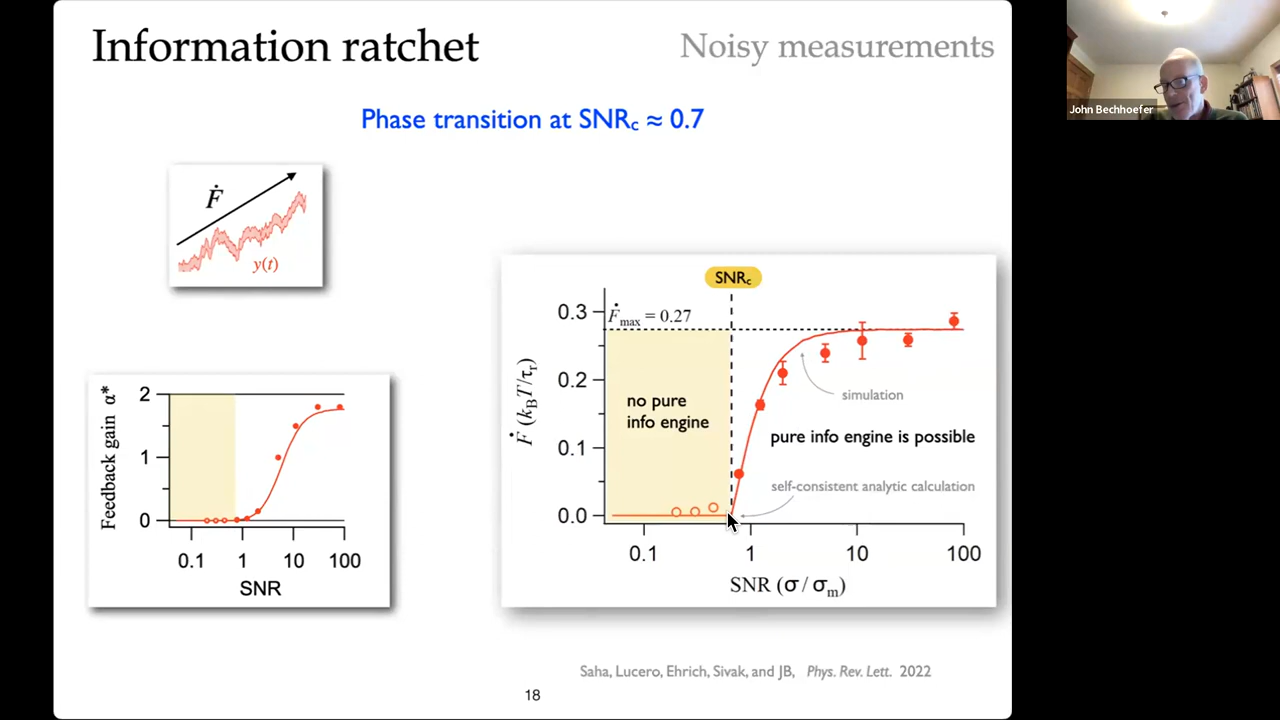 Information ratchet
Noisy measurements
John Bechhoefer
Phase transition at SNRc ≈ 0.7
Ḟ
y(t)
SNRc
Ḟmax = 0.27
0.3
0.2
0.1
0.0
Ḟ (kBT/τr)
no pure
info engine
simulation
pure info engine is possible
self-consistent analytic calculation
0.1 1 10 100
SNR (σ / σm)
Feedback gain α*
2
1
0
0.1 1 10 100
SNR
Saha, Lucero, Ehrich, Sivak, and JB, Phys. Rev. Lett. 2022
18